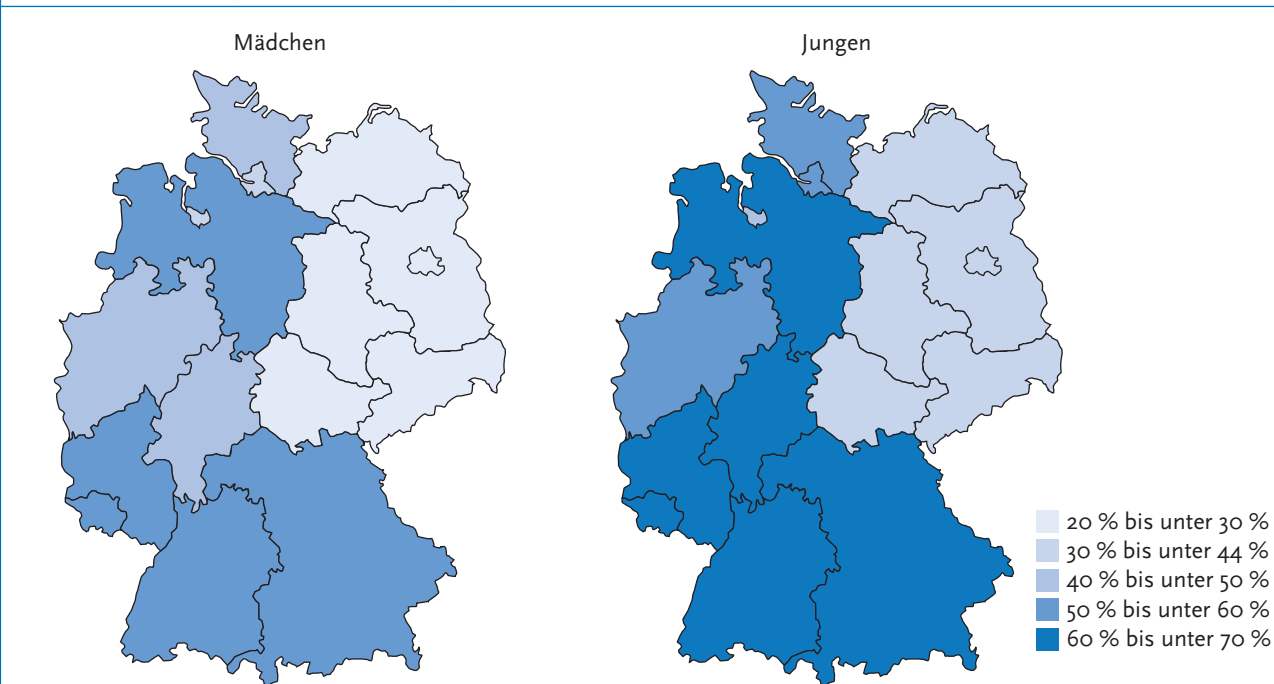 Mädchen
Jungen
20 % bis unter 30 %
30 % bis unter 44 %
40 % bis unter 50 %
50 % bis unter 60 %
60 % bis unter 70 %